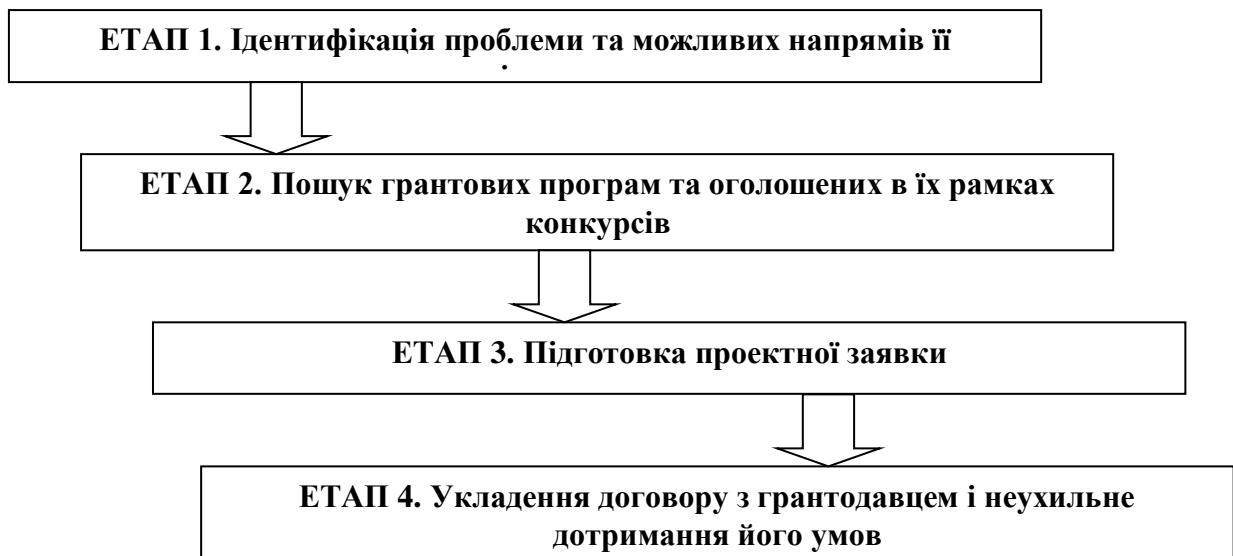 ЕТАП 1. Ідентифікація проблеми та можливих напрямів її
ЕТАП 2. Пошук грантових програм та оголошених в їх рамках
конкурсів
ЕТАП 3. Підготовка проектної заявки
ЕТАП 4. Укладення договору з грантодавцем і неухильне
дотримання його умов